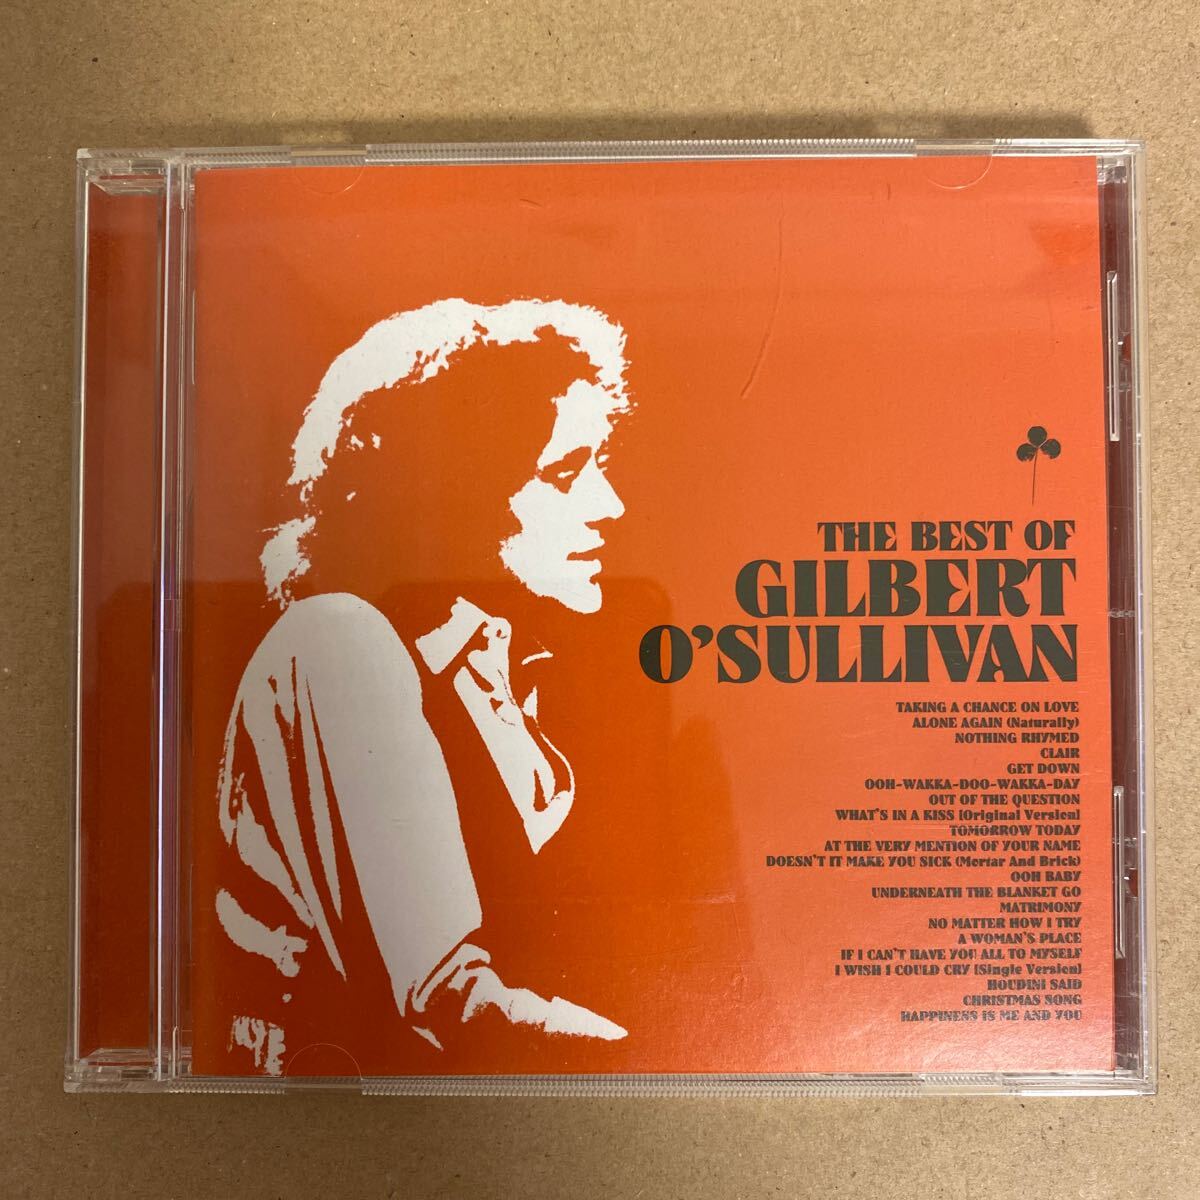 THE BEST OF
GILBERT
O'SULLIVAN
TAKING A CHANCE ON LOVE
ALONE AGAIN (Naturally)
NOTHING RHYMED
CLAIR
GET DOWN
OOH-WAKKA-DOO-WAKKA-DAY
OUT OF THE QUESTION
WHAT'S IN A KISS [Original Version]
TOMORROW TODAY
AT THE VERY MENTION OF YOUR NAME
DOESN'T IT MAKE YOU SICK (Mortar And Brick)
OOH BABY
UNDERNEATH THE BLANKET GO
MATRIMONY
NO MATTER HOW I TRY
A WOMAN'S PLACE
IF I CAN'T HAVE YOU ALL TO MYSELF
I WISH I COULD CRY [Single Version]
HOUDINI SAID
CHRISTMAS SONG
HAPPINESS IS ME AND YOU